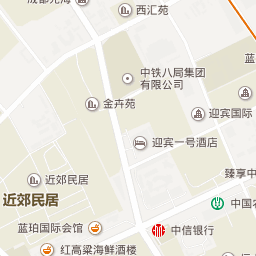 西汇苑
中铁八局集团
有限公司
金卉苑
迎宾国际
迎宾一号酒店
近郊民居
臻享中
近郊民居
中国
蓝珀国际会馆
中信银行
红高粱海鲜酒楼
蓝